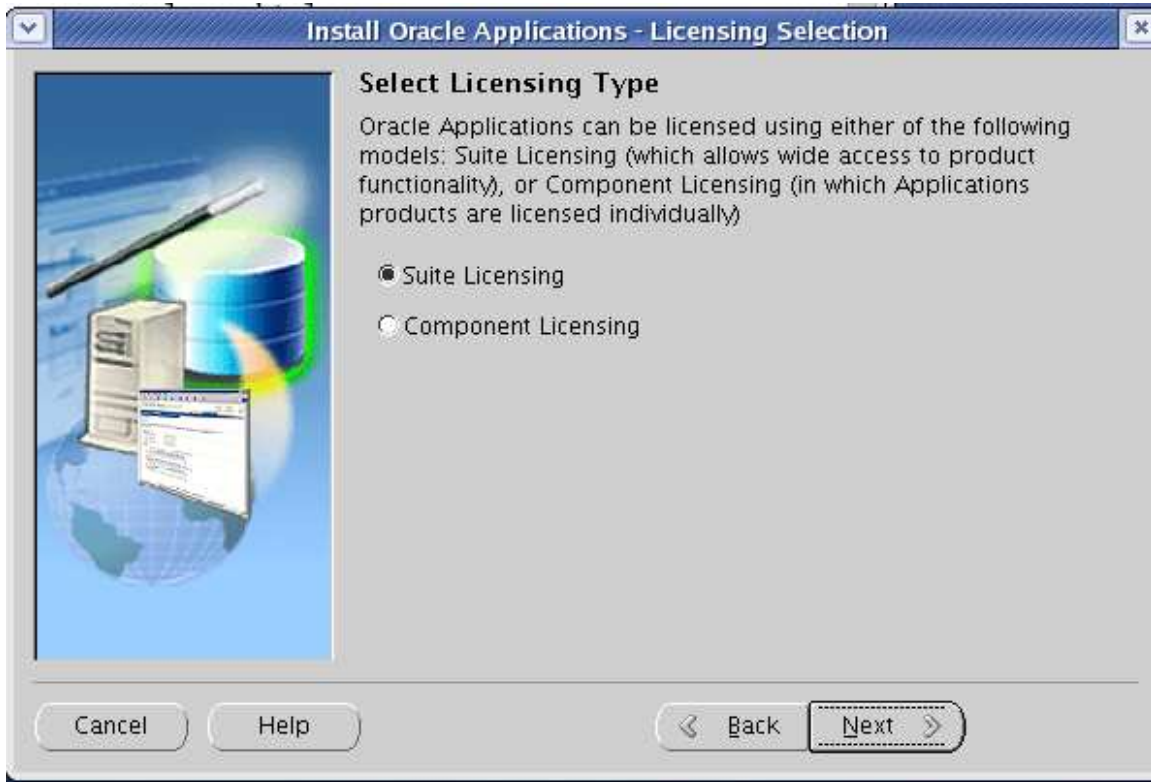 Install Oracle Applications - Licensing Selection
Select Licensing Type
Oracle Applications can be licensed using either of the following
models: Suite Licensing (which allows wide access to product
functionality), or Component Licensing (in which Applications
products are licensed individually)
Suite Licensing
Component Licensing
Cancel
Help
Back
Next